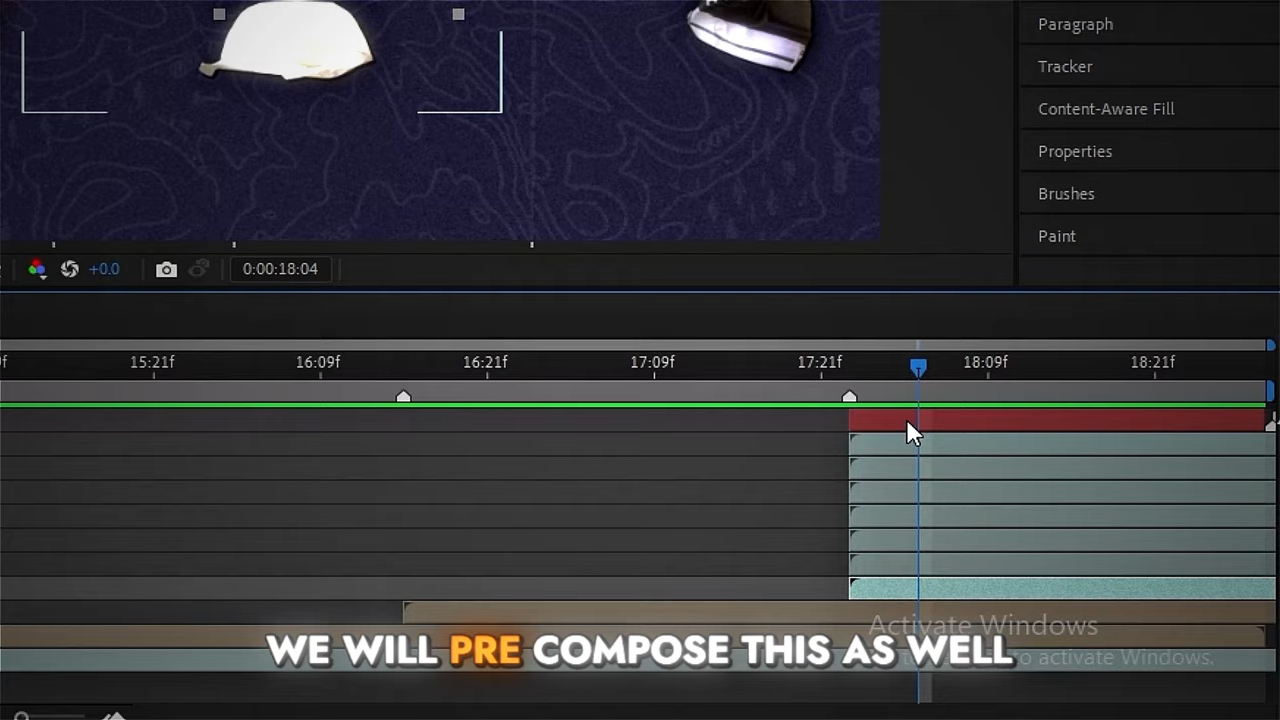 Paragraph
Tracker
Content-Aware Fill
Properties
Brushes
Paint
+0.0
0:00:18:04
15:21f
16:09f
16:21f
17:09f
17:21f
18:09f
18:21f
Activate Windows
to activate Windows.
WE WILL PRE COMPOSE THIS AS WELL